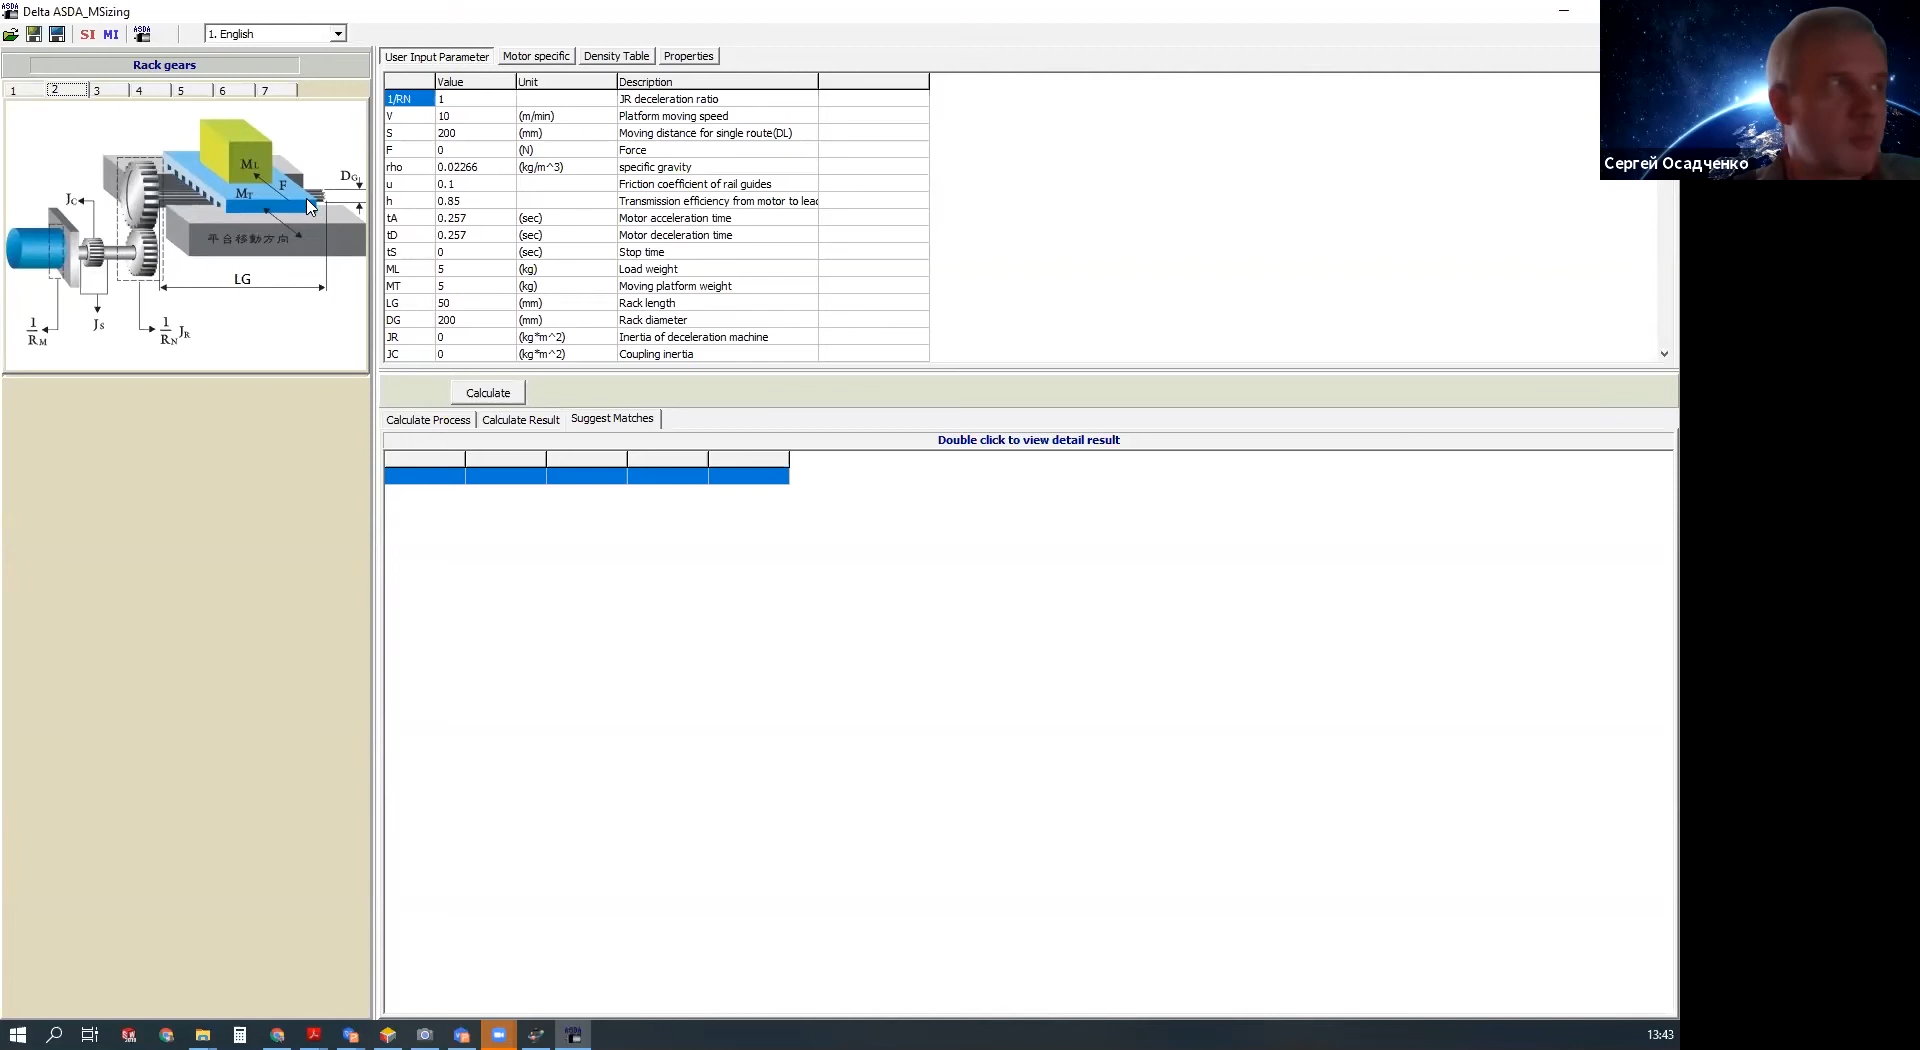 Delta ASDA_MSizing
SI MI ASDA 1. English
Rack gears
1 2 3 4 5 6 7
ML
F
MT
DG
JC
平台移動方向
LG
1/RM
JS
1/RN JR
User Input Parameter Motor specific Density Table Properties
Value Unit Description
1/RN 1 JR deceleration ratio
V 10 (m/min) Platform moving speed
S 200 (mm) Moving distance for single route(DL)
F 0 (N) Force
rho 0.02266 (kg/m^3) specific gravity
u 0.1 Friction coefficient of rail guides
h 0.85 Transmission efficiency from motor to leac
tA 0.257 (sec) Motor acceleration time
tD 0.257 (sec) Motor deceleration time
tS 0 (sec) Stop time
ML 5 (kg) Load weight
MT 5 (kg) Moving platform weight
LG 50 (mm) Rack length
DG 200 (mm) Rack diameter
JR 0 (kg*m^2) Inertia of deceleration machine
JC 0 (kg*m^2) Coupling inertia
Calculate
Calculate Process Calculate Result Suggest Matches
Double click to view detail result
Сергей Осадченко
13:43